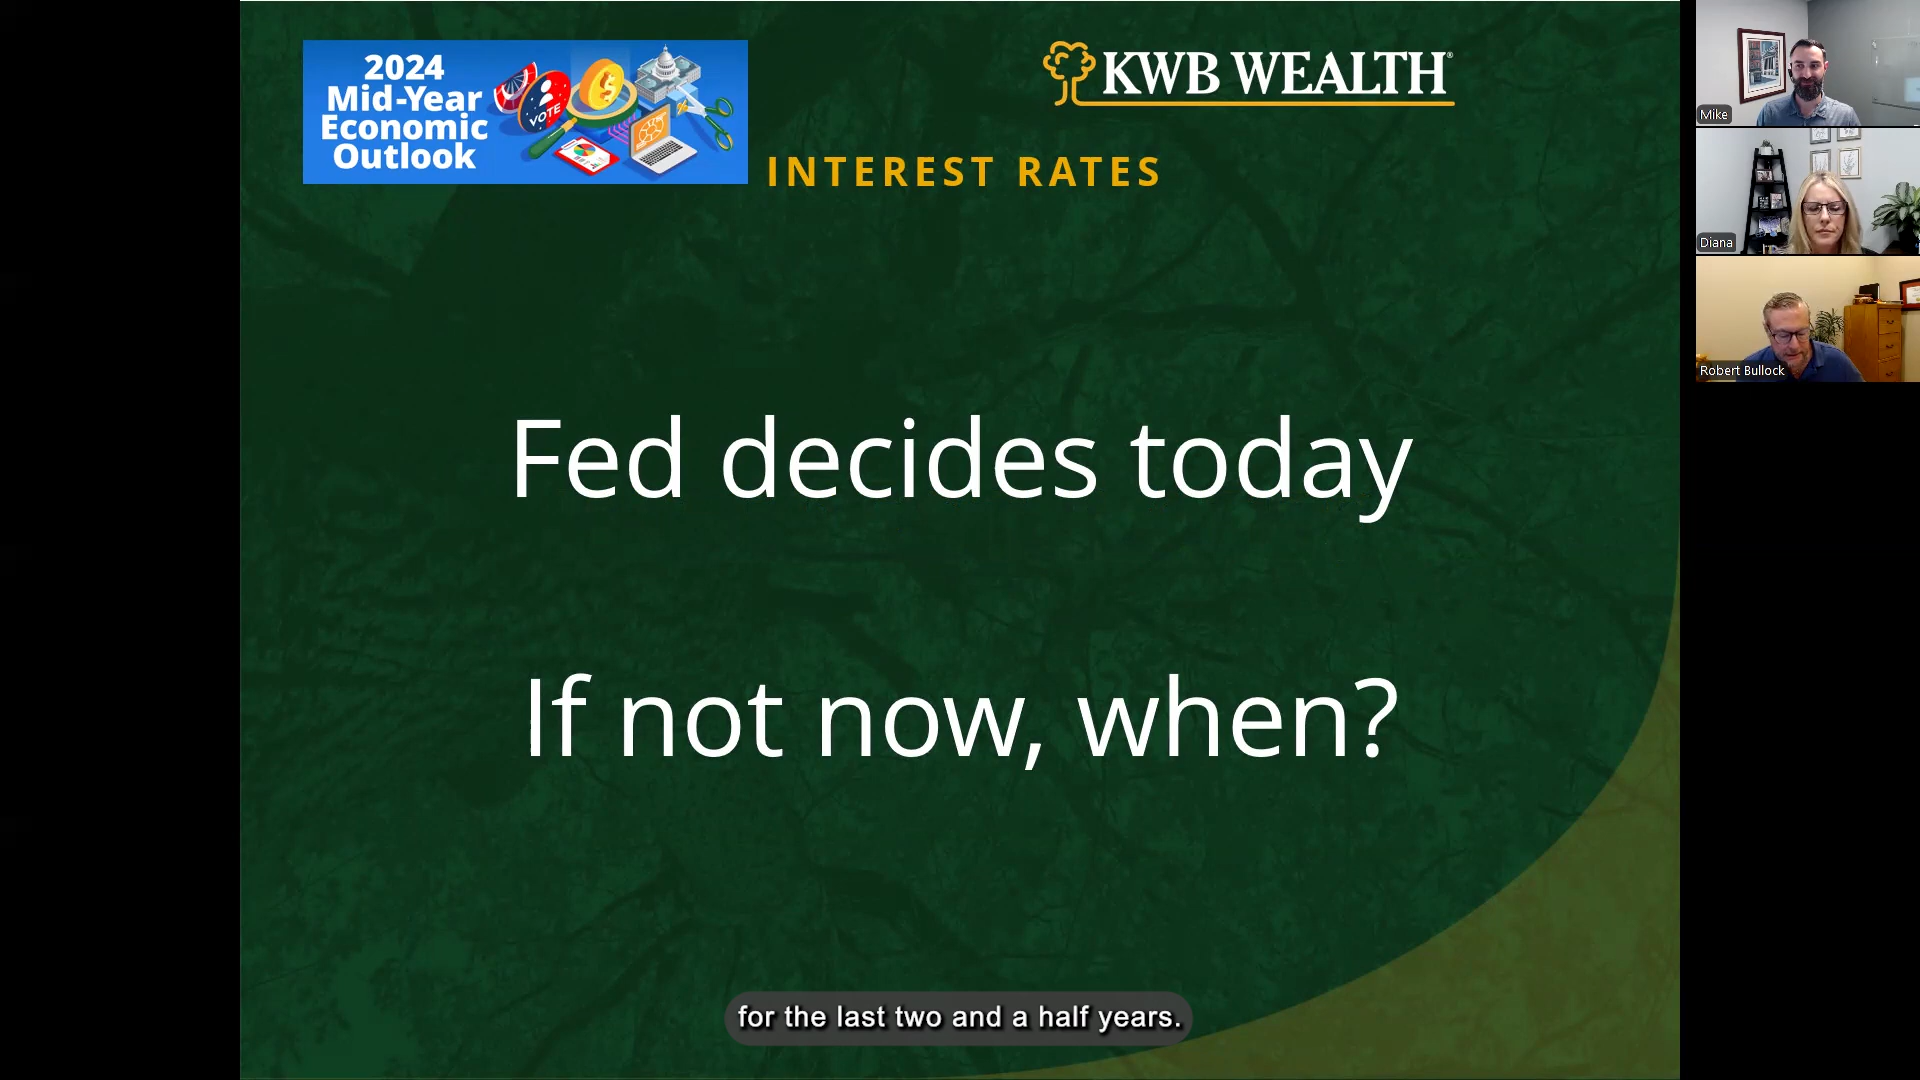 2024
Mid-Year
Economic
Outlook
VOTE
$
KWB WEALTH®
INTEREST RATES
Fed decides today
If not now, when?
for the last two and a half years.
Mike
Diana
Robert Bullock